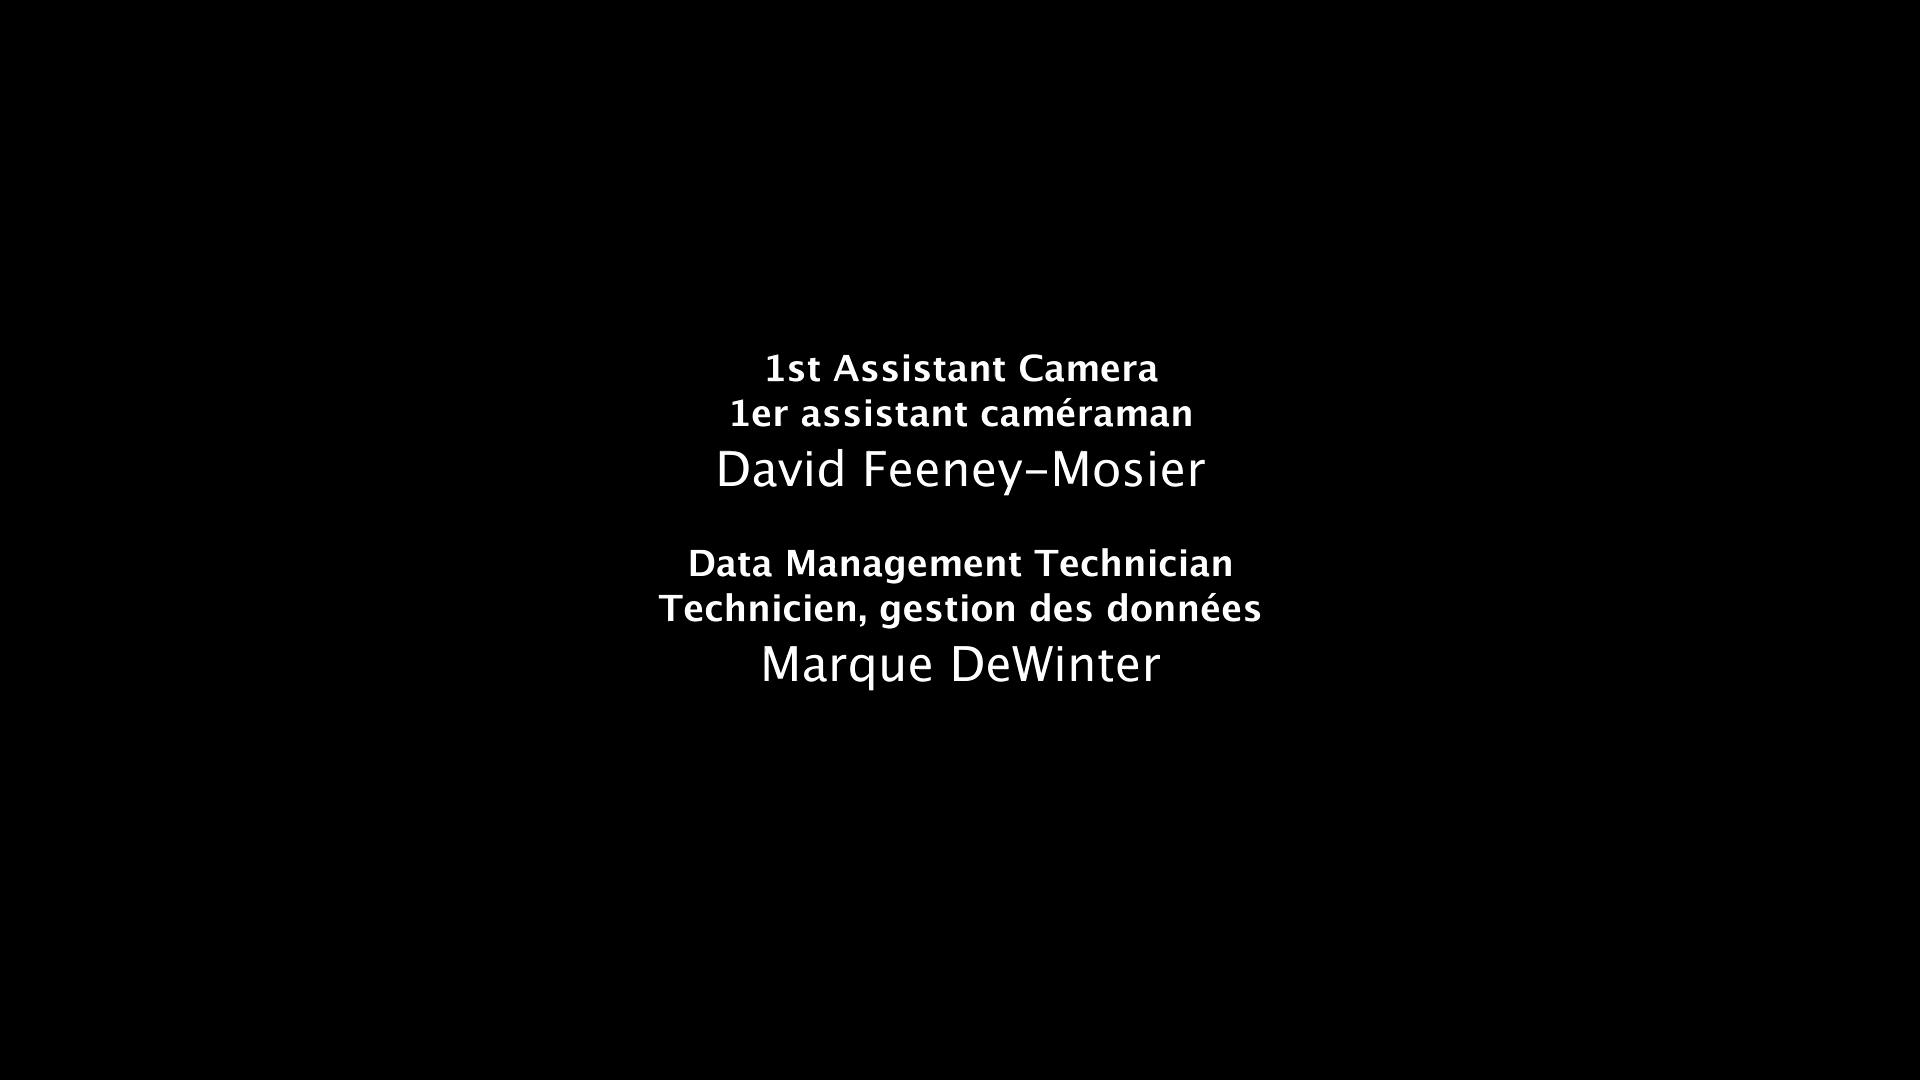 1st Assistant Camera
1er assistant caméraman
David Feeney-Mosier
Data Management Technician
Technicien, gestion des données
Marque DeWinter